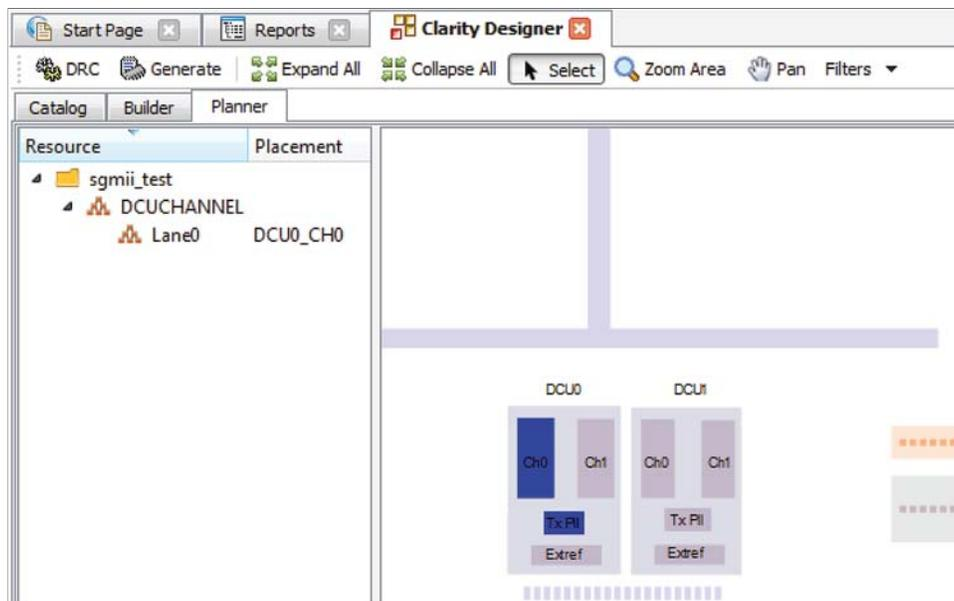 Start Page Reports Clarity Designer
DRC Generate Expand All Collapse All Select Zoom Area Pan Filters
Catalog Builder Planner
Resource Placement
sgmii_test
DCUCHANNEL
Lane0 DCU0_CH0
DCU0 DCU1
Ch0 Ch1 Ch0 Ch1
Tx Pll Tx Pll
Extref Extref